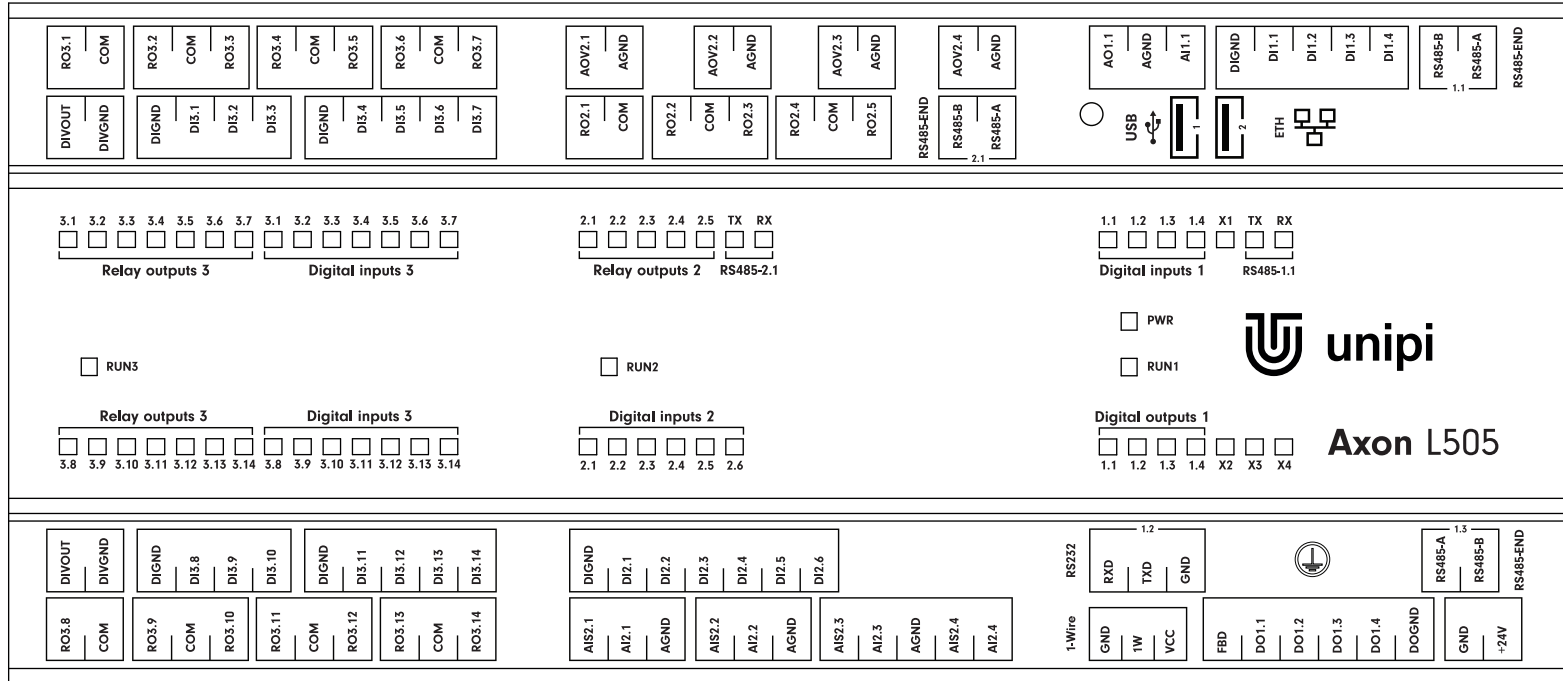 RO3.1 COM RO3.2 COM RO3.3 RO3.4 COM RO3.5 RO3.6 COM RO3.7 AOV2.1 AGND AOV2.2 AGND AOV2.3 AGND AOV2.4 AGND AO1.1 AGND AI1.1 DIGND DI1.1 DI1.2 DI1.3 DI1.4 RS485-B RS485-A RS485-END
1.1
DIVOUT DIVGND DIGND DI3.1 DI3.2 DI3.3 DIGND DI3.4 DI3.5 DI3.6 DI3.7 RO2.1 COM RO2.2 COM RO2.3 RO2.4 COM RO2.5 RS485-END RS485-B RS485-A USB 1 2 ETH
2.1
3.1 3.2 3.3 3.4 3.5 3.6 3.7 3.1 3.2 3.3 3.4 3.5 3.6 3.7 2.1 2.2 2.3 2.4 2.5 TX RX 1.1 1.2 1.3 1.4 X1 TX RX
Relay outputs 3 Digital inputs 3 Relay outputs 2 RS485-2.1 Digital inputs 1 RS485-1.1
PWR
unipi
RUN3 RUN2 RUN1
Relay outputs 3 Digital inputs 3 Digital inputs 2 Digital outputs 1
Axon L505
3.8 3.9 3.10 3.11 3.12 3.13 3.14 3.8 3.9 3.10 3.11 3.12 3.13 3.14 2.1 2.2 2.3 2.4 2.5 2.6 1.1 1.2 1.3 1.4 X2 X3 X4
1.2 1.3
DIVOUT DIVGND DIGND DI3.8 DI3.9 DI3.10 DIGND DI3.11 DI3.12 DI3.13 DI3.14 DIGND DI2.1 DI2.2 DI2.3 DI2.4 DI2.5 DI2.6 RS232 RXD TXD GND RS485-A RS485-B RS485-END
RO3.8 COM RO3.9 COM RO3.10 RO3.11 COM RO3.12 RO3.13 COM RO3.14 AIS2.1 AI2.1 AGND AIS2.2 AI2.2 AGND AIS2.3 AI2.3 AGND AIS2.4 AI2.4 1-Wire GND 1W VCC FBD DO1.1 DO1.2 DO1.3 DO1.4 DOGND GND +24V